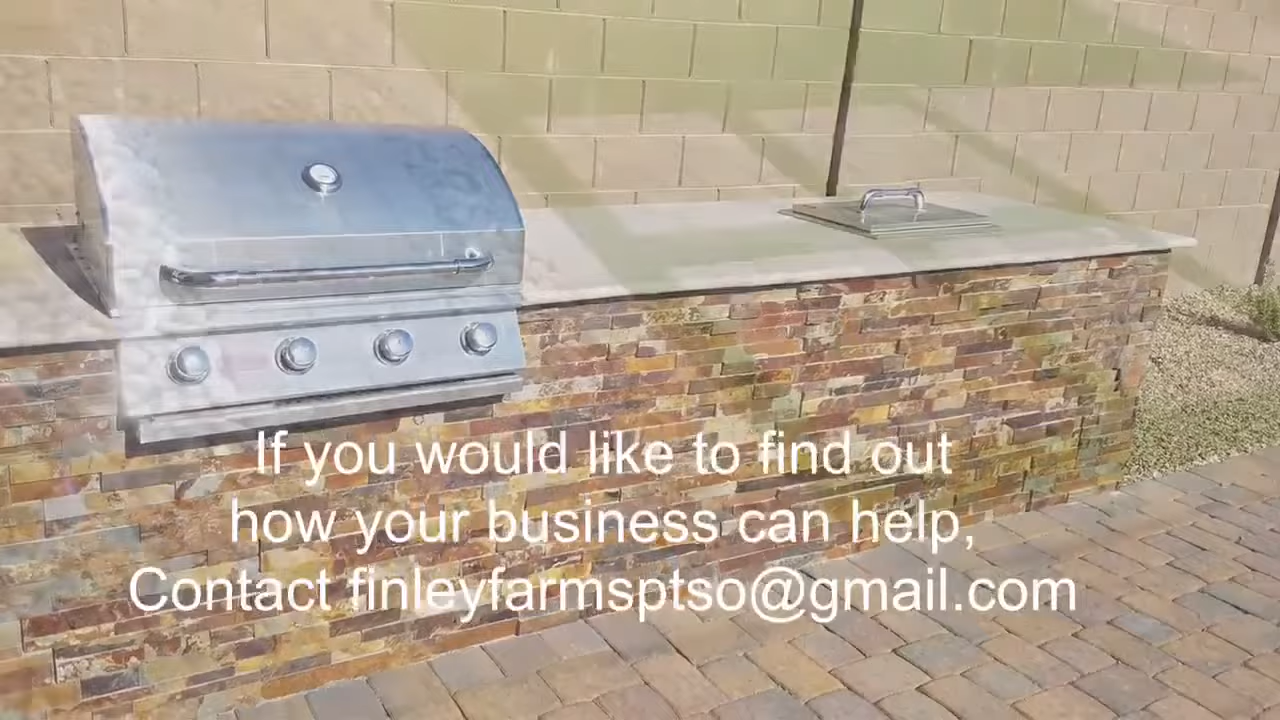 If you would like to find out
how your business can help,
Contact finleyfarmsptso@gmail.com